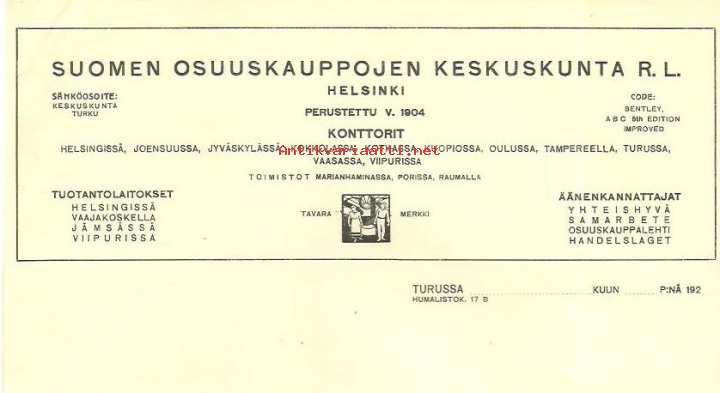 SUOMEN OSUUSKAUPPOJEN KESKUSKUNTA R. L.
HELSINKI
SÄHKÖOSOITE:
KESKUSKUNTA
TURKU
PERUSTETTU V. 1904
CODE:
BENTLEY,
A B C 5th EDITION
IMPROVED
KONTTORIT
HELSINGISSÄ, JOENSUUSSA, JYVÄSKYLÄSSÄ, KOKKOLASSA, KOTKASSA, KUOPIOSSA, OULUSSA, TAMPEREELLA, TURUSSA,
Antikvariaatti.net
VAASASSA, VIIPURISSA
TOIMISTOT MARIANHAMINASSA, PORISSA, RAUMALLA
TUOTANTOLAITOKSET
HELSINGISSÄ
VAAJAKOSKELLA
JÄMSÄSSÄ
VIIPURISSA
TAVARA MERKKI
ÄÄNENKANNATTAJAT
YHTEISHYVÄ
SAMARBETE
OSUUSKAUPPALEHTI
HANDELSLAGET
TURUSSA KUUN P:NÄ 192
HUMALISTOK. 17 B